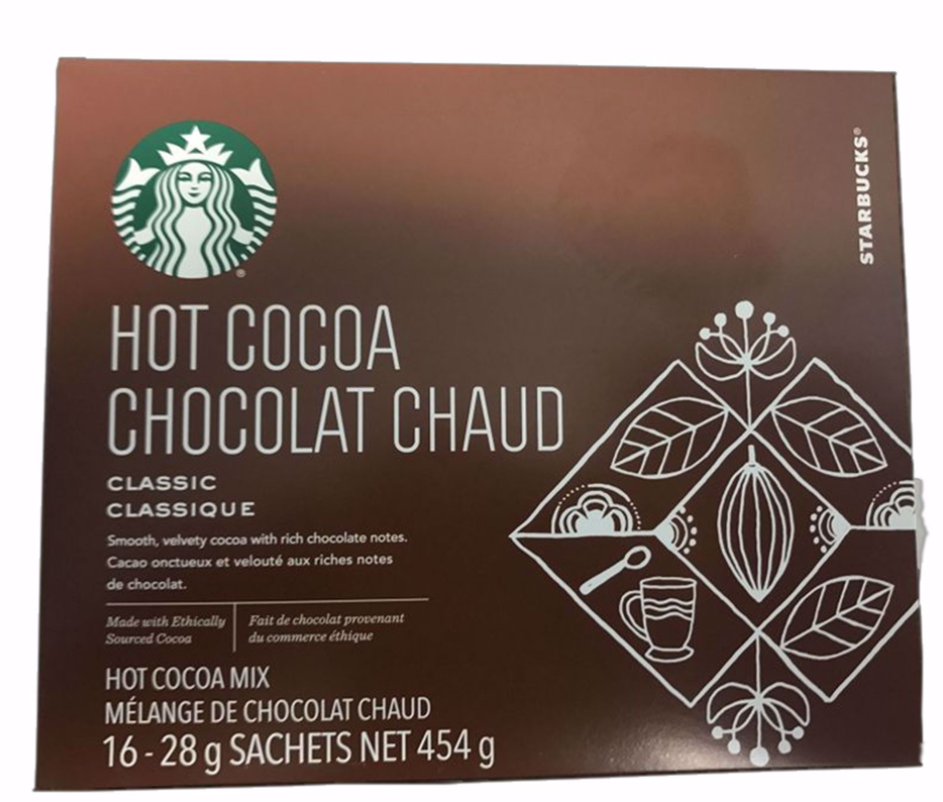 STARBUCKS®
HOT COCOA
CHOCOLAT CHAUD
CLASSIC
CLASSIQUE
Smooth, velvety cocoa with rich chocolate notes.
Cacao onctueux et velouté aux riches notes
de chocolat.
Made with Ethically
Sourced Cocoa
Fait de chocolat provenant
du commerce éthique
HOT COCOA MIX
MÉLANGE DE CHOCOLAT CHAUD
16 - 28 g SACHETS NET 454 g